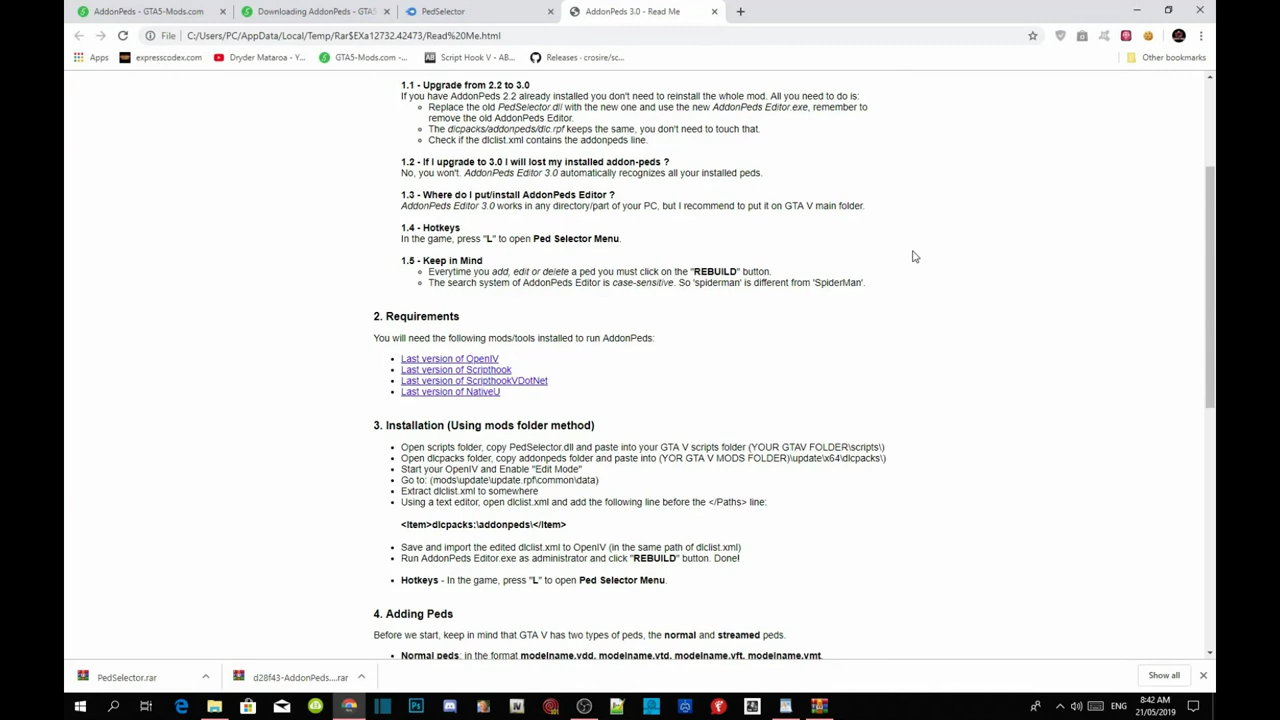 AddonPeds - GTA5-Mods.com
Downloading AddonPeds - GTA5
PedSelector
AddonPeds 3.0 - Read Me
File
C:/Users/PC/AppData/Local/Temp/Rar$EXa12732.42473/Read%20Me.html
Apps
expresscodex.com
Dryder Mataroa - Y...
GTA5-Mods.com -...
Script Hook V - AB...
Releases · crosire/sc...
Other bookmarks
1.1 - Upgrade from 2.2 to 3.0
If you have AddonPeds 2.2 already installed you don't need to reinstall the whole mod. All you need to do is:
Replace the old PedSelector.dll with the new one and use the new AddonPeds Editor.exe, remember to
remove the old AddonPeds Editor.
The dlcpacks/addonpeds/dlc.rpf keeps the same, you don't need to touch that.
Check if the dlclist.xml contains the addonpeds line.
1.2 - If I upgrade to 3.0 I will lost my installed addon-peds ?
No, you won't. AddonPeds Editor 3.0 automatically recognizes all your installed peds.
1.3 - Where do I put/install AddonPeds Editor ?
AddonPeds Editor 3.0 works in any directory/part of your PC, but I recommend to put it on GTA V main folder.
1.4 - Hotkeys
In the game, press "L" to open Ped Selector Menu.
1.5 - Keep in Mind
Everytime you add, edit or delete a ped you must click on the "REBUILD" button.
The search system of AddonPeds Editor is case-sensitive. So 'spiderman' is different from 'SpiderMan'.
2. Requirements
You will need the following mods/tools installed to run AddonPeds:
Last version of OpenIV
Last version of Scripthook
Last version of ScripthookVDotNet
Last version of NativeU
3. Installation (Using mods folder method)
Open scripts folder, copy PedSelector.dll and paste into your GTA V scripts folder (YOUR GTAV FOLDER\scripts\)
Open dlcpacks folder, copy addonpeds folder and paste into (YOR GTA V MODS FOLDER)\update\x64\dlcpacks\)
Start your OpenIV and Enable "Edit Mode"
Go to: (mods\update\update.rpf\common\data)
Extract dlclist.xml to somewhere
Using a text editor, open dlclist.xml and add the following line before the </Paths> line:
<Item>dlcpacks:\addonpeds\</Item>
Save and import the edited dlclist.xml to OpenIV (in the same path of dlclist.xml)
Run AddonPeds Editor.exe as administrator and click "REBUILD" button. Done!
Hotkeys - In the game, press "L" to open Ped Selector Menu.
4. Adding Peds
Before we start, keep in mind that GTA V has two types of peds, the normal and streamed peds.
Normal peds: in the format modelname.ydd, modelname.ytd, modelname.yft, modelname.ymt.
PedSelector.rar
d28f43-AddonPeds....rar
Show all
ENG
8:42 AM
21/05/2019